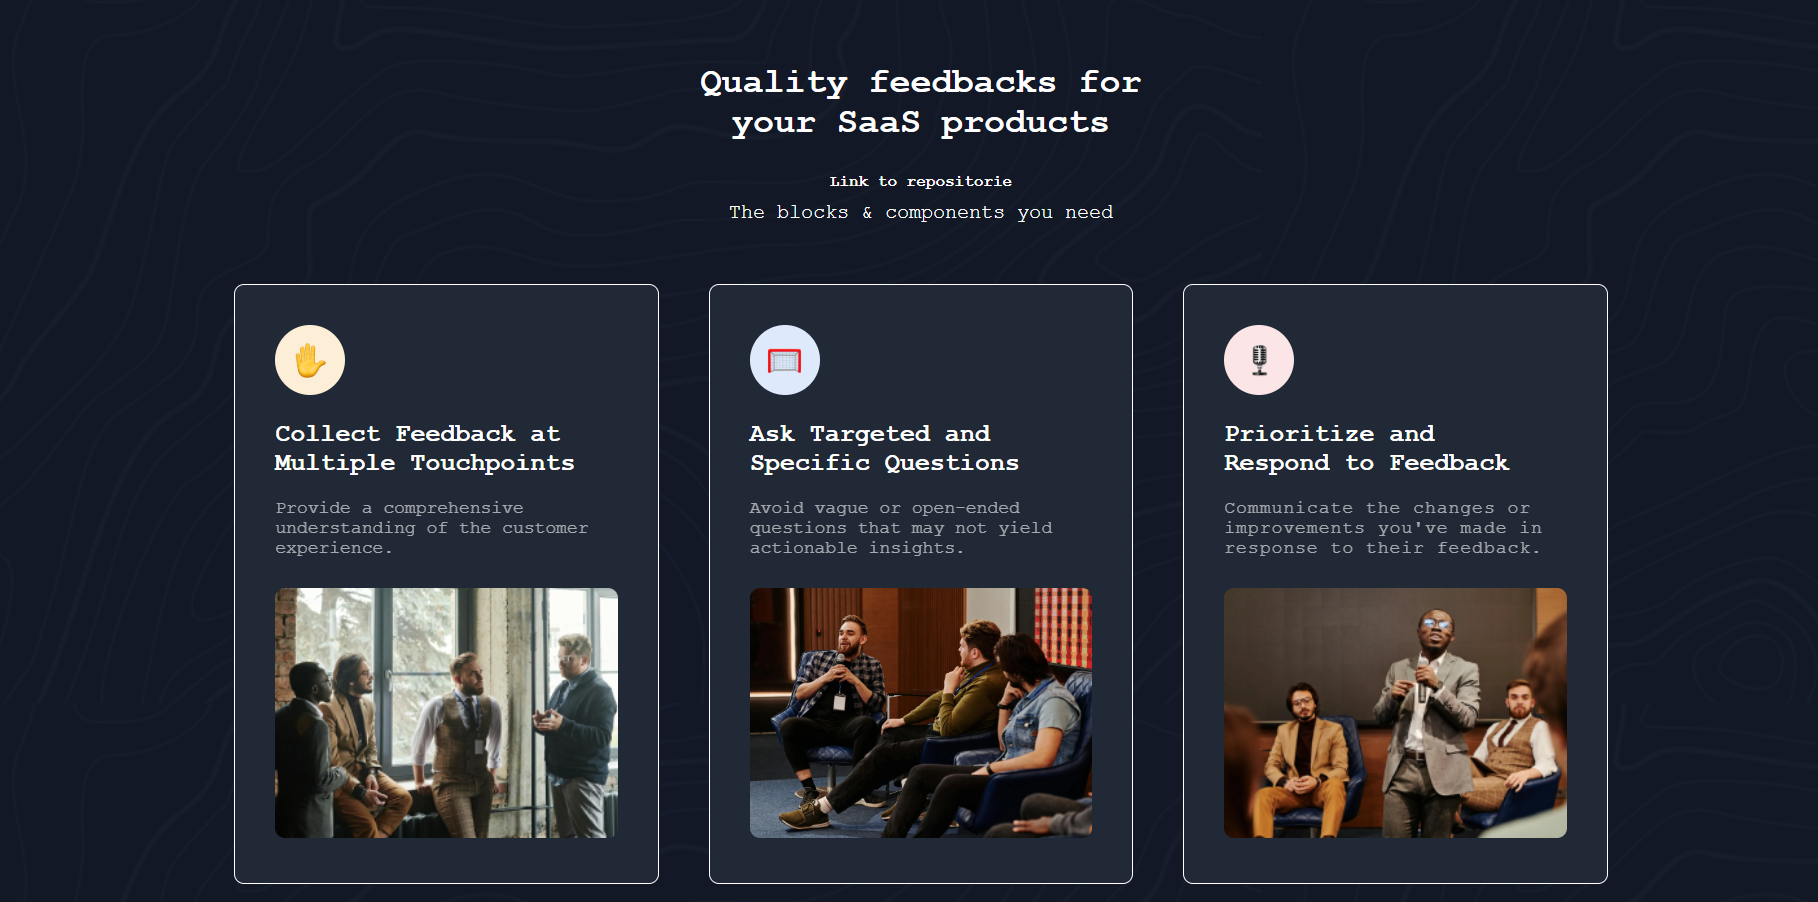 Quality feedbacks for
your SaaS products
Link to repositorie
The blocks & components you need
Collect Feedback at
Multiple Touchpoints
Provide a comprehensive
understanding of the customer
experience.
Ask Targeted and
Specific Questions
Avoid vague or open-ended
questions that may not yield
actionable insights.
Prioritize and
Respond to Feedback
Communicate the changes or
improvements you've made in
response to their feedback.